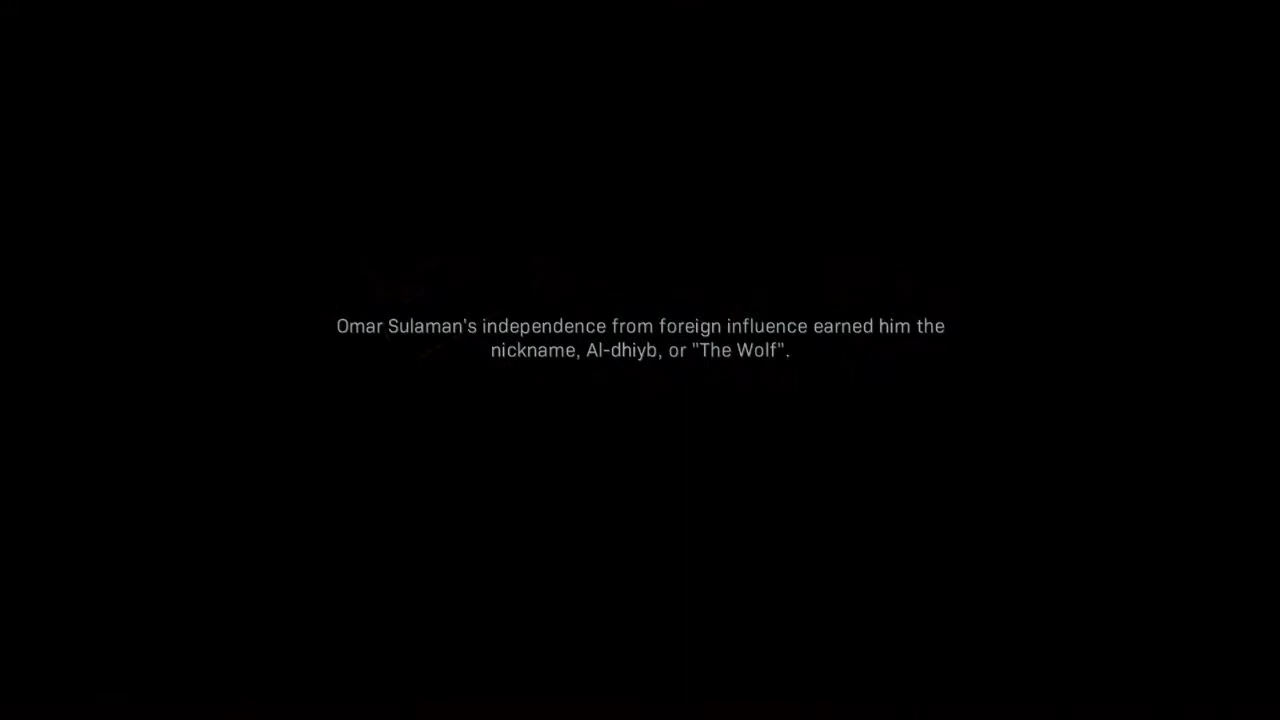 Omar Sulaman's independence from foreign influence earned him the
nickname, Al-dhiyb, or "The Wolf".